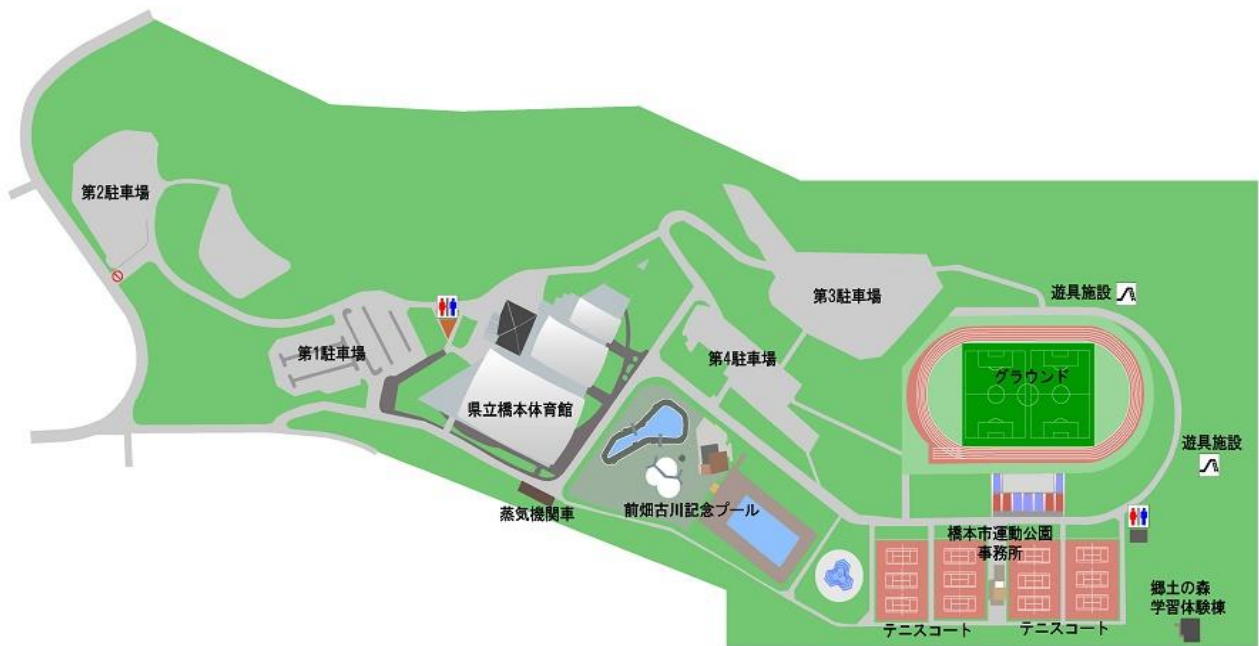 第2駐車場
第3駐車場
遊具施設
第1駐車場
第4駐車場
グラウンド
県立橋本体育館
遊具施設
蒸気機関車
前畑古川記念プール
橋本市運動公園
事務所
郷土の森
学習体験棟
テニスコート
テニスコート